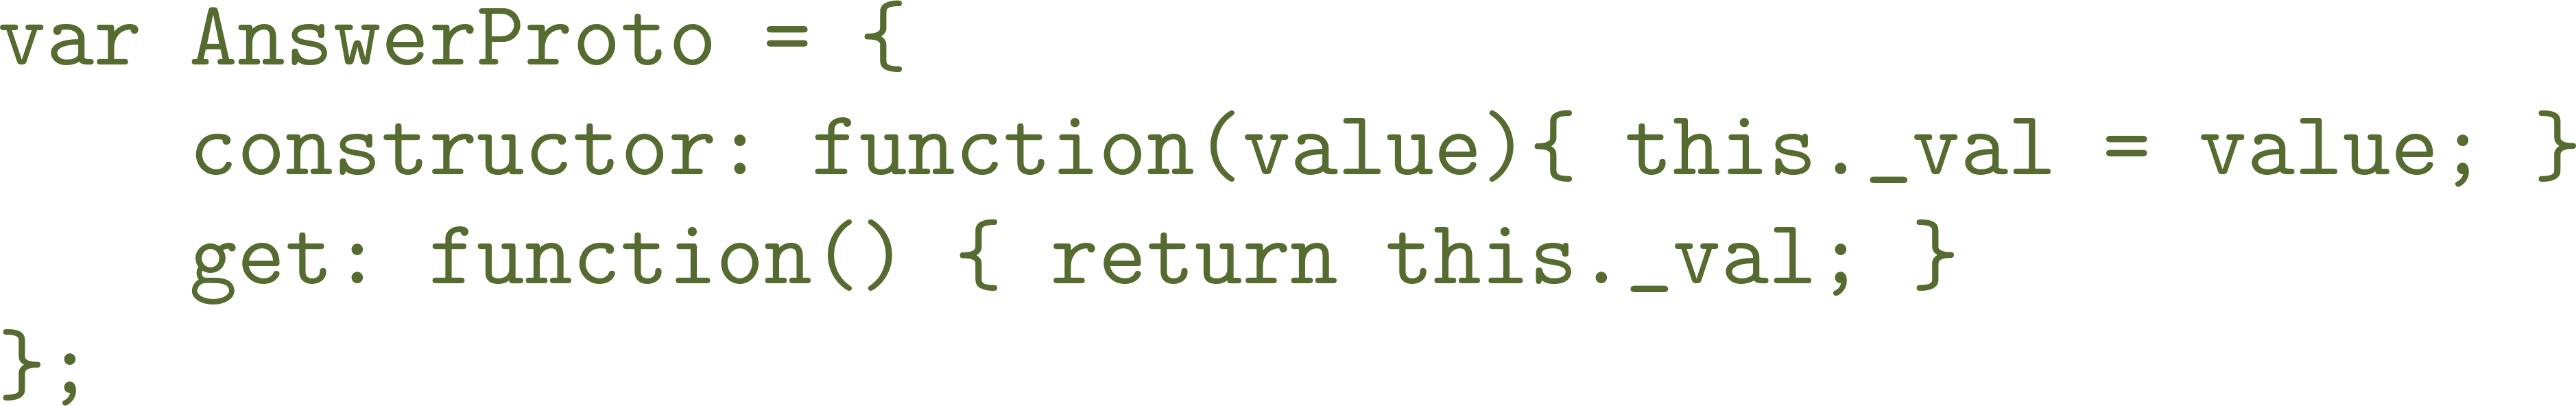 var AnswerProto = {
    constructor: function(value){ this._val = value; }
    get: function() { return this._val; }
};